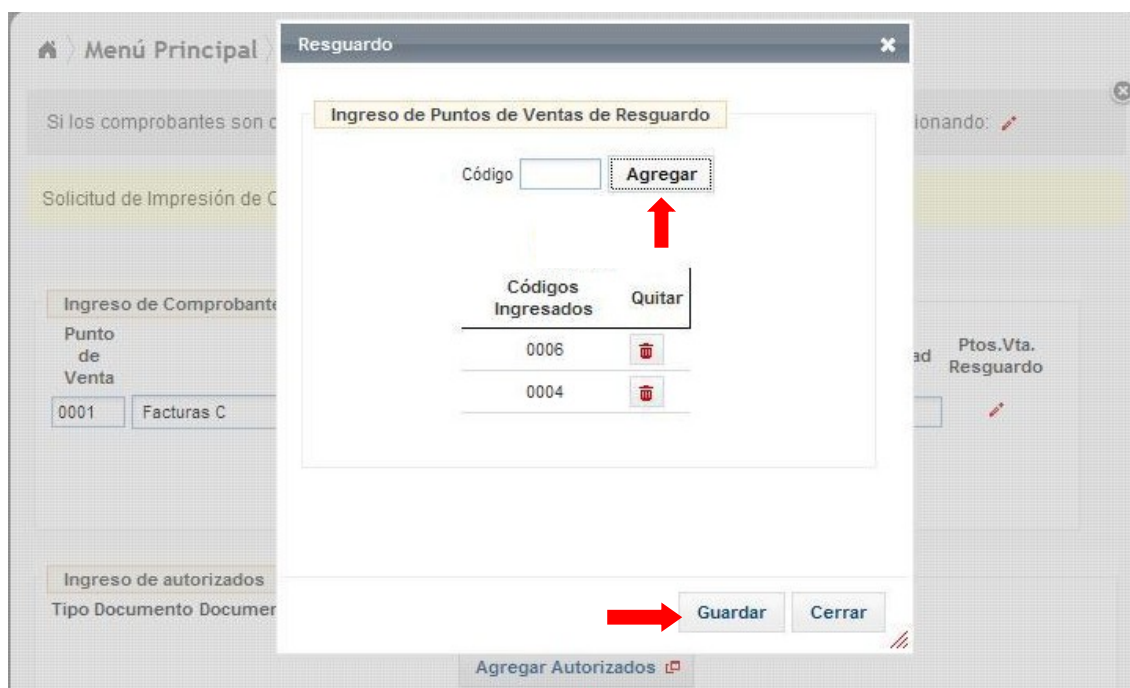 Menú Principal
Resguardo
Si los comprobantes son
ionando:
Ingreso de Puntos de Ventas de Resguardo
Código
Agregar
Solicitud de Impresión de
Códigos
Ingresados
Quitar
0006
0004
Ingreso de Comprobante
Punto
de
Venta
ad
Ptos.Vta.
Resguardo
0001
Facturas C
Ingreso de autorizados
Tipo Documento Documen
Guardar
Cerrar
Agregar Autorizados